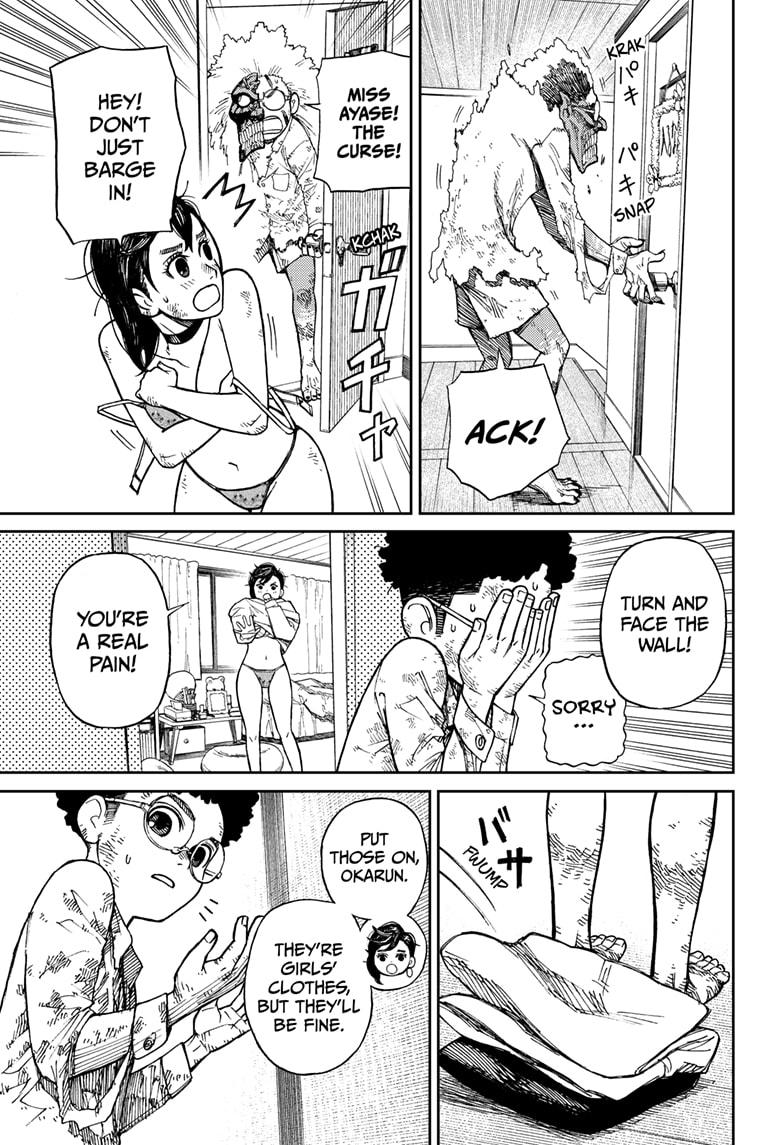 KRAK
パキ
パキ
SNAP
ACK!
MISS
AYASE!
THE
CURSE!
KCHAK
ガチャ
HEY!
DON'T
JUST
BARGE
IN!
TURN AND
FACE THE
WALL!
SORRY
...
YOU'RE
A REAL
PAIN!
バサ
FWUMP
PUT
THOSE ON,
OKARUN.
THEY'RE
GIRLS'
CLOTHES,
BUT THEY'LL
BE FINE.